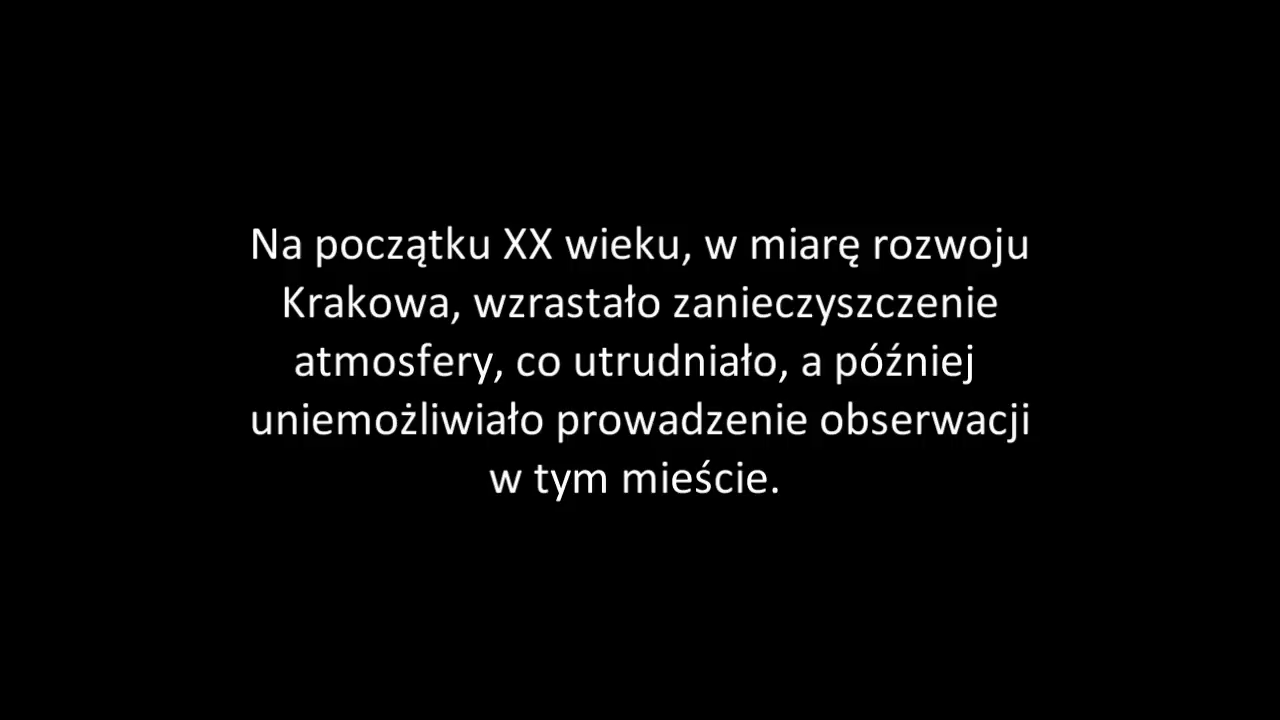 Na początku XX wieku, w miarę rozwoju
Krakowa, wzrastało zanieczyszczenie
atmosfery, co utrudniało, a później
uniemożliwiało prowadzenie obserwacji
w tym mieście.